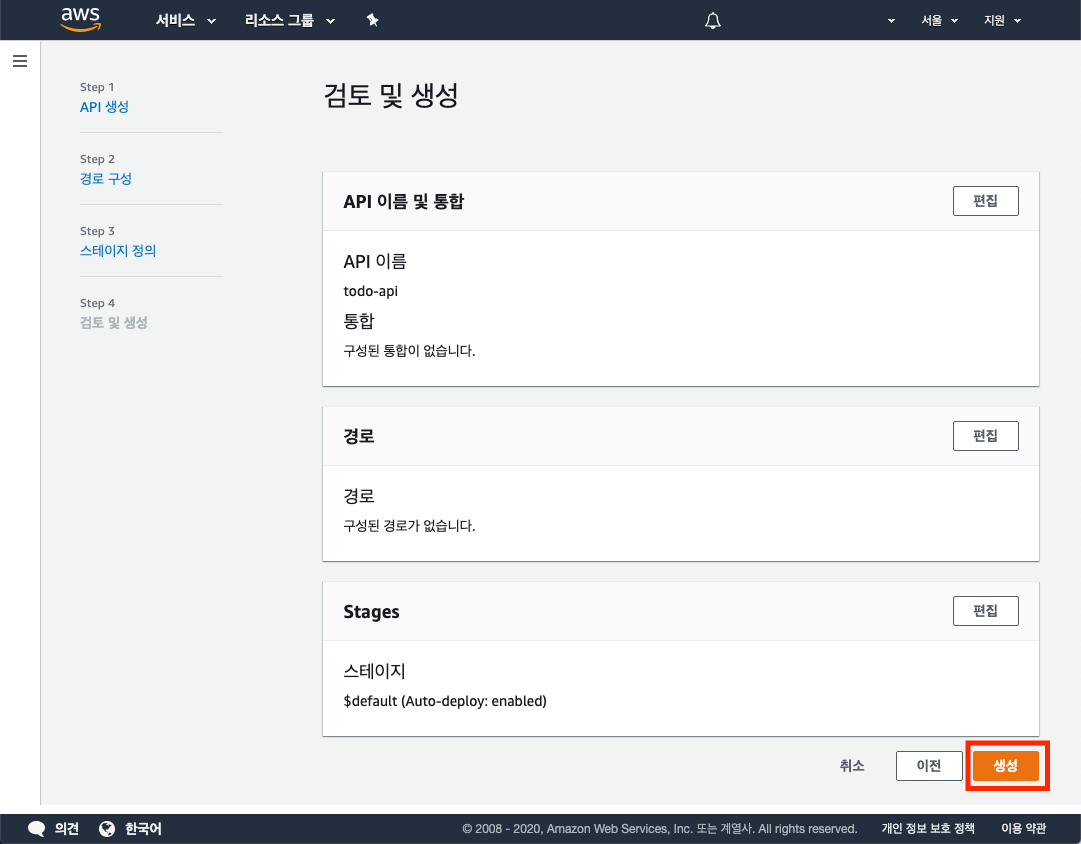 aws 서비스 리소스 그룹 서울 지원
Step 1
API 생성
Step 2
경로 구성
Step 3
스테이지 정의
Step 4
검토 및 생성
검토 및 생성
API 이름 및 통합 편집
API 이름
todo-api
통합
구성된 통합이 없습니다.
경로 편집
경로
구성된 경로가 없습니다.
Stages 편집
스테이지
$default (Auto-deploy: enabled)
취소 이전 생성
의견 한국어 © 2008 - 2020, Amazon Web Services, Inc. 또는 계열사. All rights reserved. 개인 정보 보호 정책 이용 약관